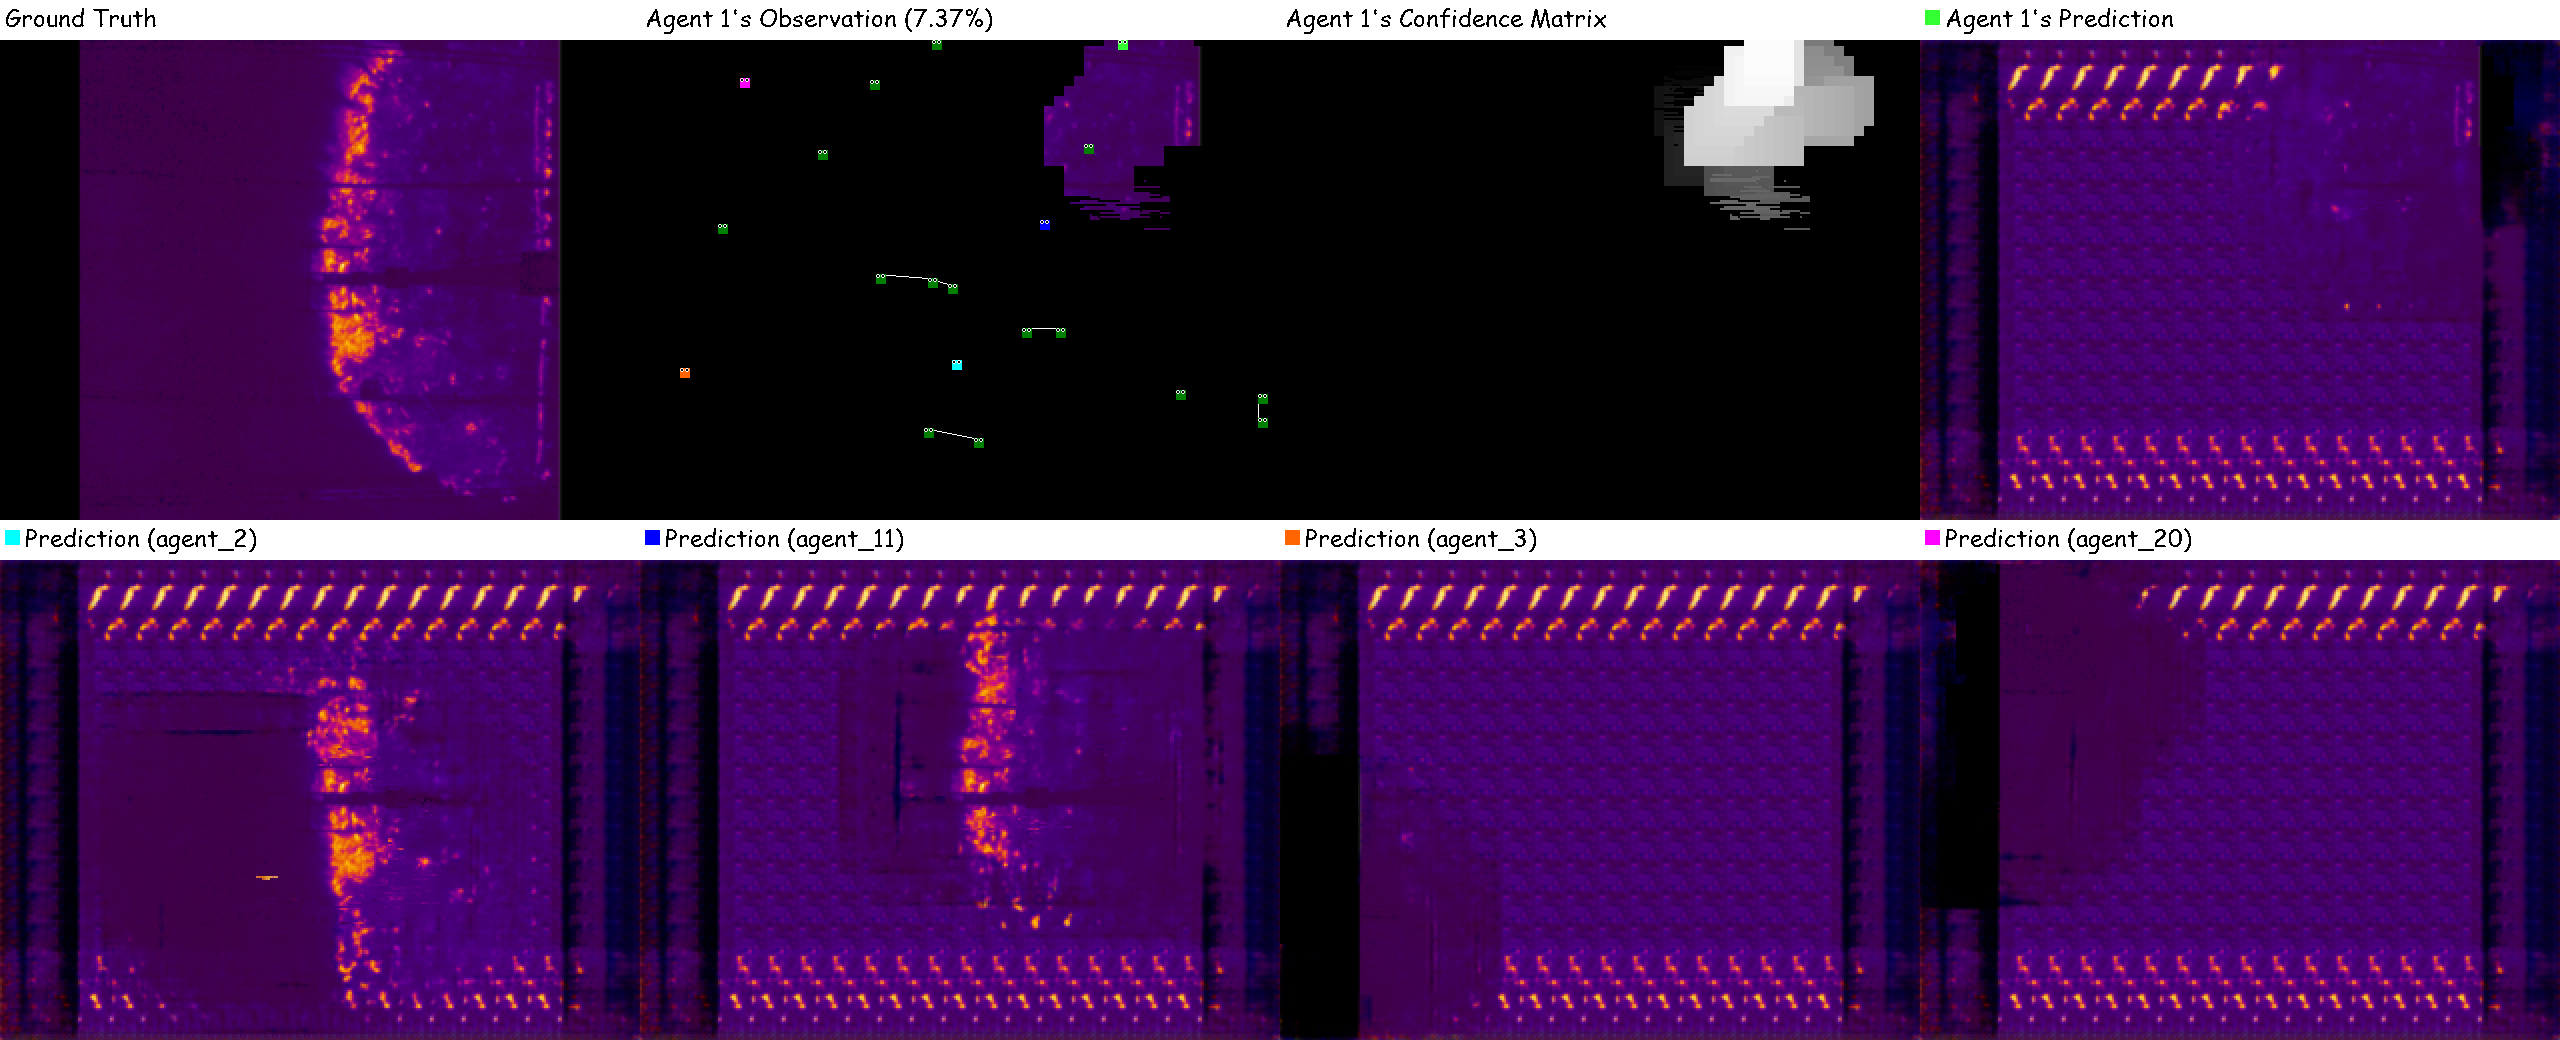 Ground Truth
Agent 1's Observation (7.37%)
Agent 1's Confidence Matrix
Agent 1's Prediction
Prediction (agent_2)
Prediction (agent_11)
Prediction (agent_3)
Prediction (agent_20)